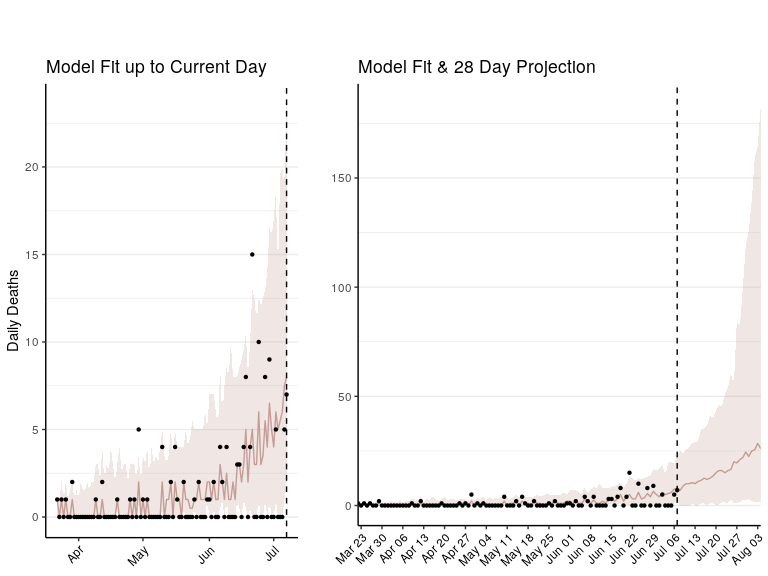 Model Fit up to Current Day
Daily Deaths
20
15
10
5
0
Apr
May
Jun
Jul
Model Fit & 28 Day Projection
150
100
50
0
Mar 23
Mar 30
Apr 06
Apr 13
Apr 20
Apr 27
May 04
May 11
May 18
May 25
Jun 01
Jun 08
Jun 15
Jun 22
Jun 29
Jul 06
Jul 13
Jul 20
Jul 27
Aug 03